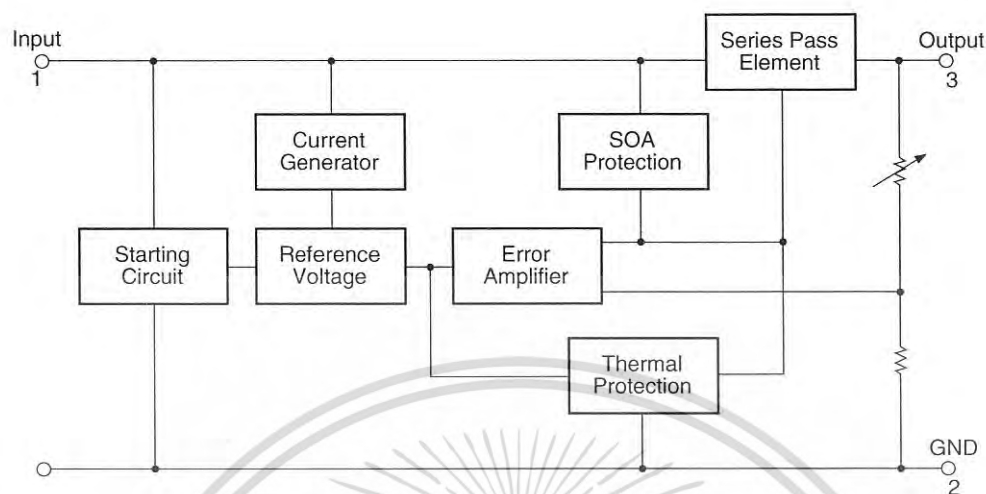 Input
1
Series Pass
Element
Output
3
Current
Generator
SOA
Protection
Starting
Circuit
Reference
Voltage
Error
Amplifier
Thermal
Protection
GND
2